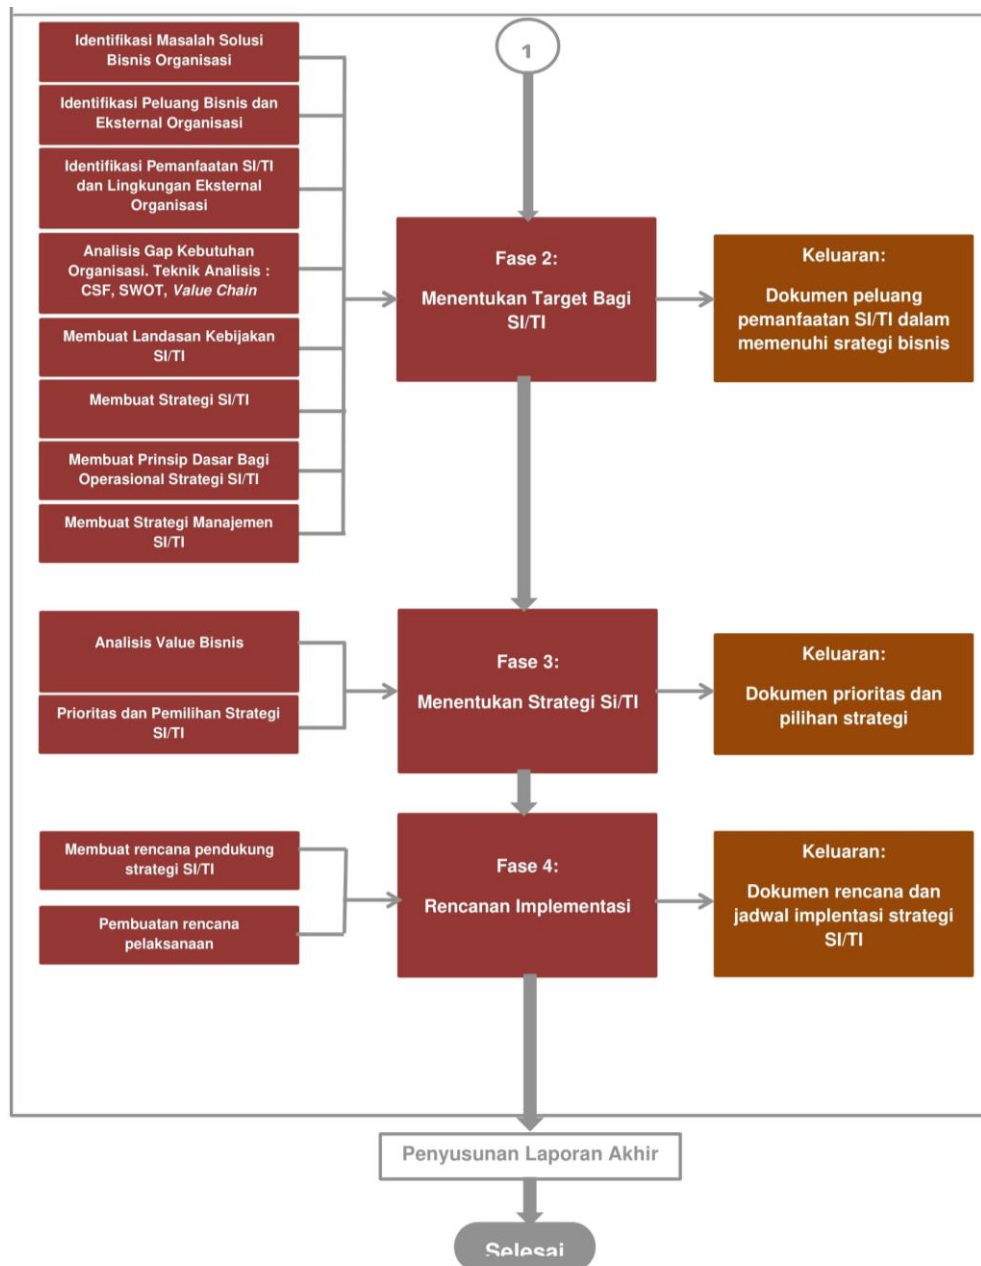 1
Identifikasi Masalah Solusi
Bisnis Organisasi
Identifikasi Peluang Bisnis dan
Eksternal Organisasi
Identifikasi Pemanfaatan SI/TI
dan Lingkungan Eksternal
Organisasi
Analisis Gap Kebutuhan
Organisasi. Teknik Analisis :
CSF, SWOT, Value Chain
Membuat Landasan Kebijakan
SI/TI
Membuat Strategi SI/TI
Membuat Prinsip Dasar Bagi
Operasional Strategi SI/TI
Membuat Strategi Manajemen
SI/TI
Fase 2:
Menentukan Target Bagi
SI/TI
Keluaran:
Dokumen peluang
pemanfaatan SI/TI dalam
memenuhi srategi bisnis
Analisis Value Bisnis
Prioritas dan Pemilihan Strategi
SI/TI
Fase 3:
Menentukan Strategi Si/TI
Keluaran:
Dokumen prioritas dan
pilihan strategi
Membuat rencana pendukung
strategi SI/TI
Pembuatan rencana
pelaksanaan
Fase 4:
Rencanan Implementasi
Keluaran:
Dokumen rencana dan
jadwal implentasi strategi
SI/TI
Penyusunan Laporan Akhir
Selesai